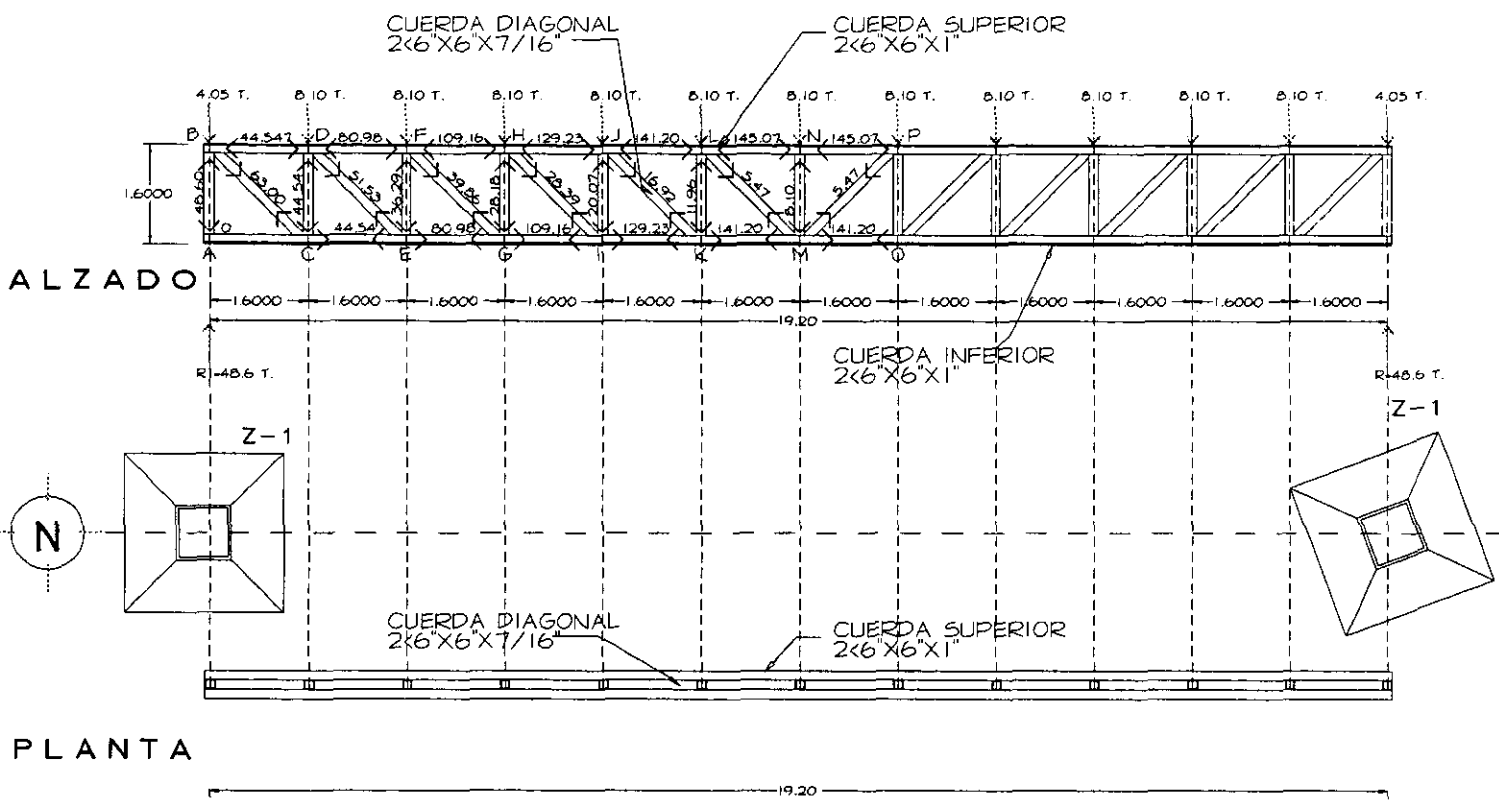 CUERDA DIAGONAL
2<6"X6"X7/16"
CUERDA SUPERIOR
2<6"X6"X1"
4.05 T. 8.10 T. 8.10 T. 8.10 T. 8.10 T. 8.10 T. 8.10 T. 8.10 T. 8.10 T. 8.10 T. 8.10 T. 8.10 T. 4.05 T.
B 44.547 D 80.98 F 109.16 H 129.23 J 141.20 L 145.07 N 145.07 P
1.6000
48.60 63.00 44.54 51.53 36.29 39.86 28.18 28.39 20.07 16.92 11.96 5.47 8.10 5.47
0 44.54 80.98 109.16 129.23 141.20 141.20
A C E G I K M O
ALZADO
1.6000 1.6000 1.6000 1.6000 1.6000 1.6000 1.6000 1.6000 1.6000 1.6000 1.6000 1.6000
19.20
CUERDA INFERIOR
2<6"X6"X1"
R-48.6 T.
R-48.6 T.
Z-1
Z-1
N
CUERDA DIAGONAL
2<6"X6"X7/16"
CUERDA SUPERIOR
2<6"X6"X1"
PLANTA
19.20